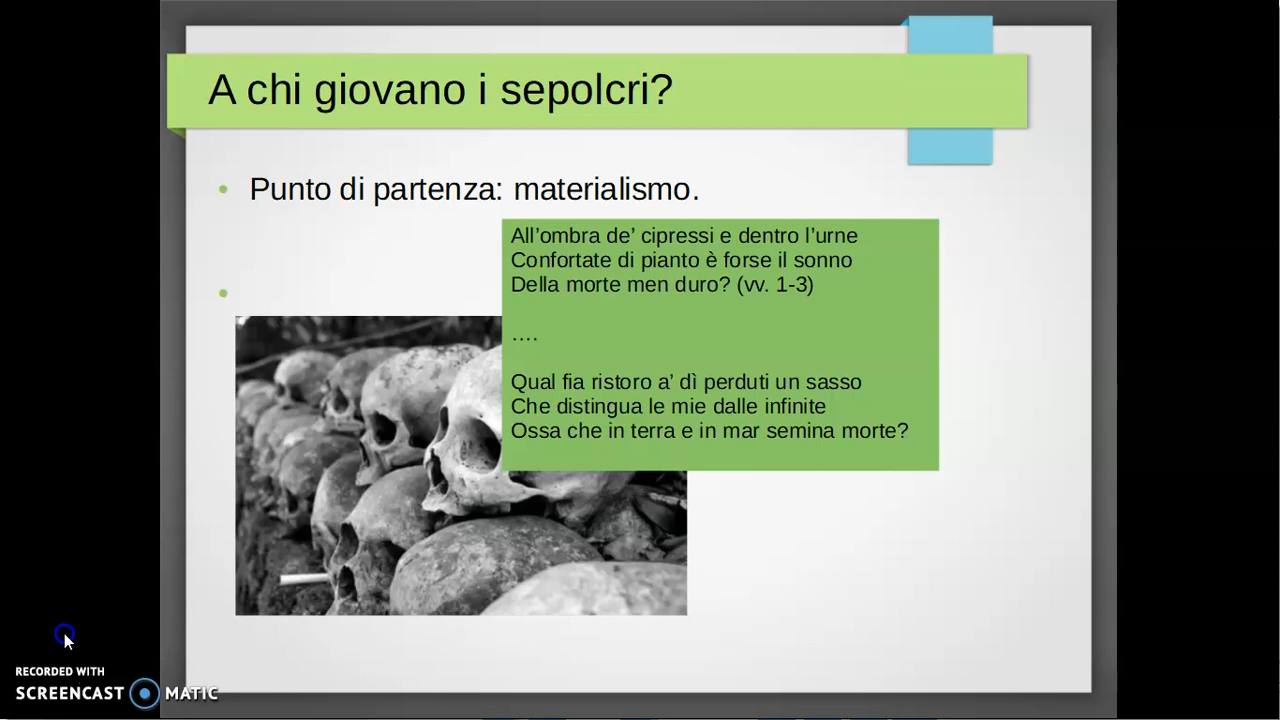 A chi giovano i sepolcri?
Punto di partenza: materialismo.
All’ombra de’ cipressi e dentro l’urne
Confortate di pianto è forse il sonno
Della morte men duro? (vv. 1-3)
....
Qual fia ristoro a’ dì perduti un sasso
Che distingua le mie dalle infinite
Ossa che in terra e in mar semina morte?
RECORDED WITH
SCREENCAST MATIC